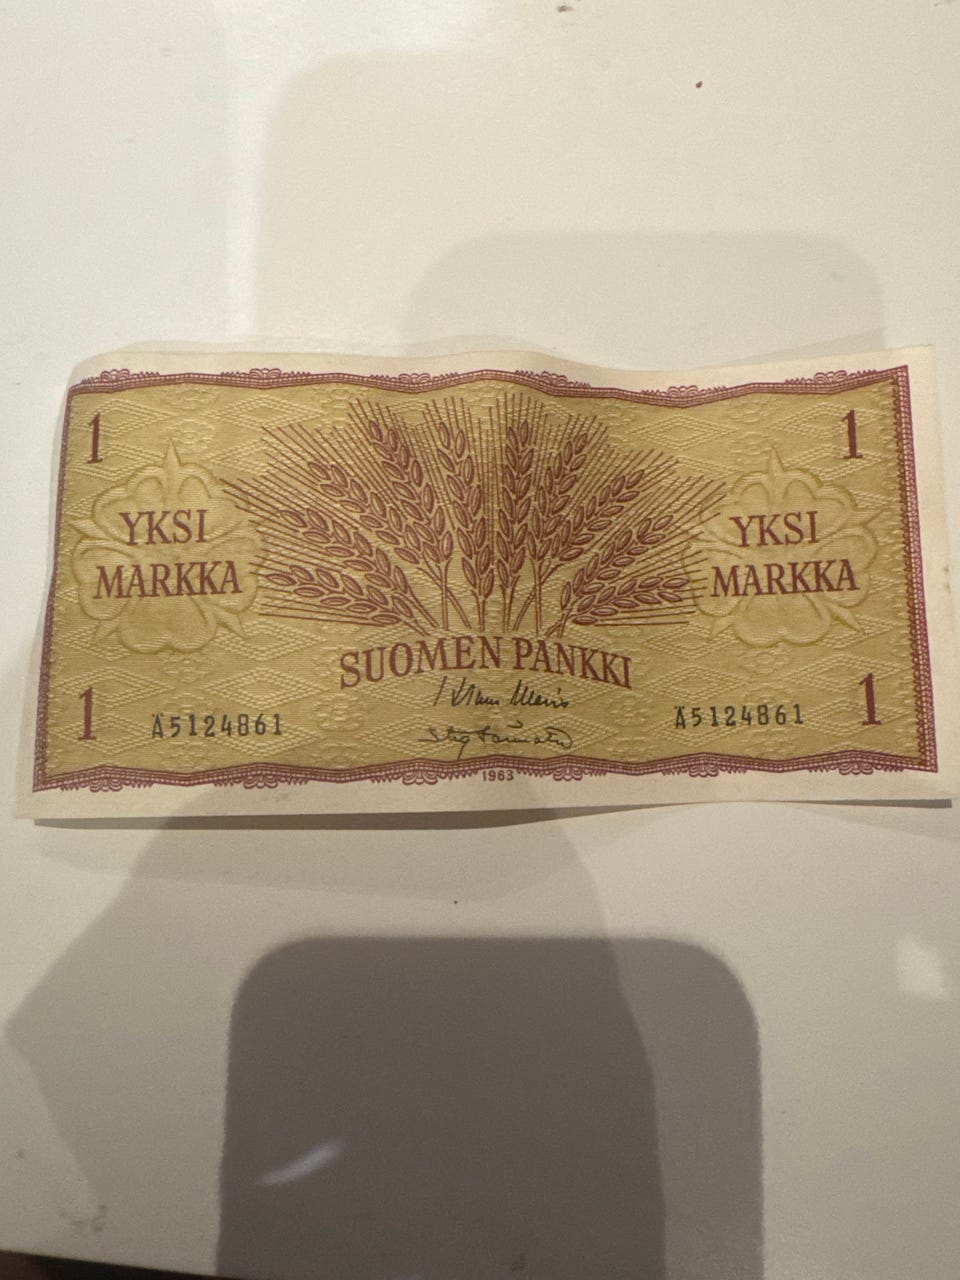 1
1
YKSI
MARKKA
YKSI
MARKKA
SUOMEN PANKKI
1
Ä5124861
Ä5124861
1
1963